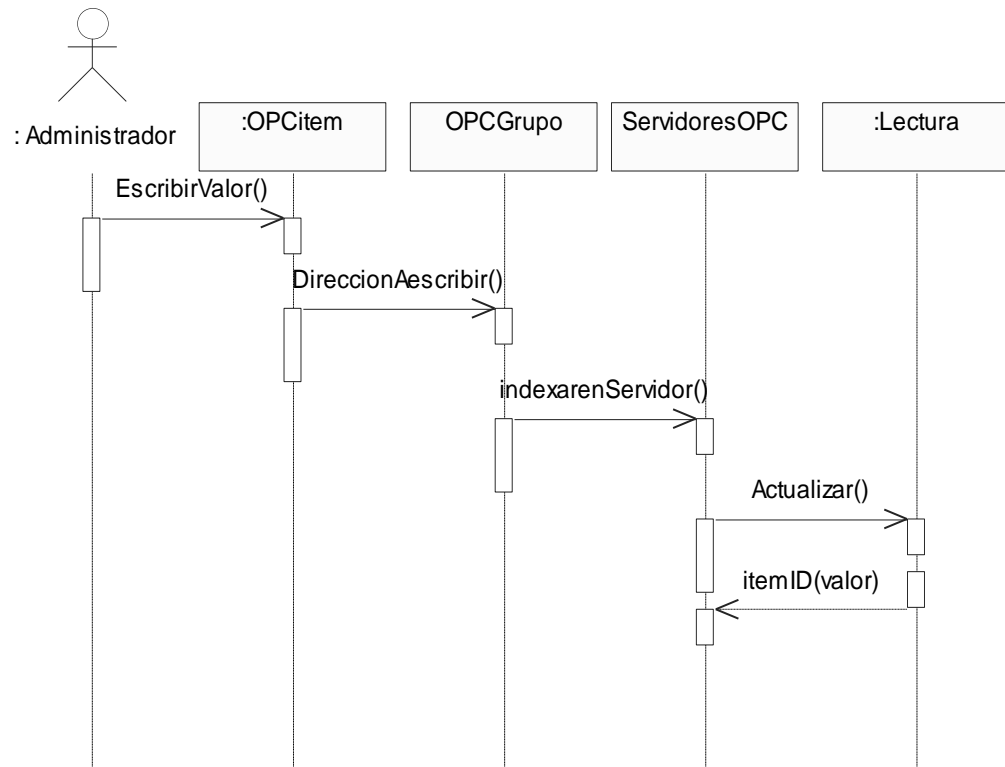 : Administrador
:OPCitem
OPCGrupo
ServidoresOPC
:Lectura
EscribirValor()
DireccionAescribir()
indexarenServidor()
Actualizar()
itemID(valor)